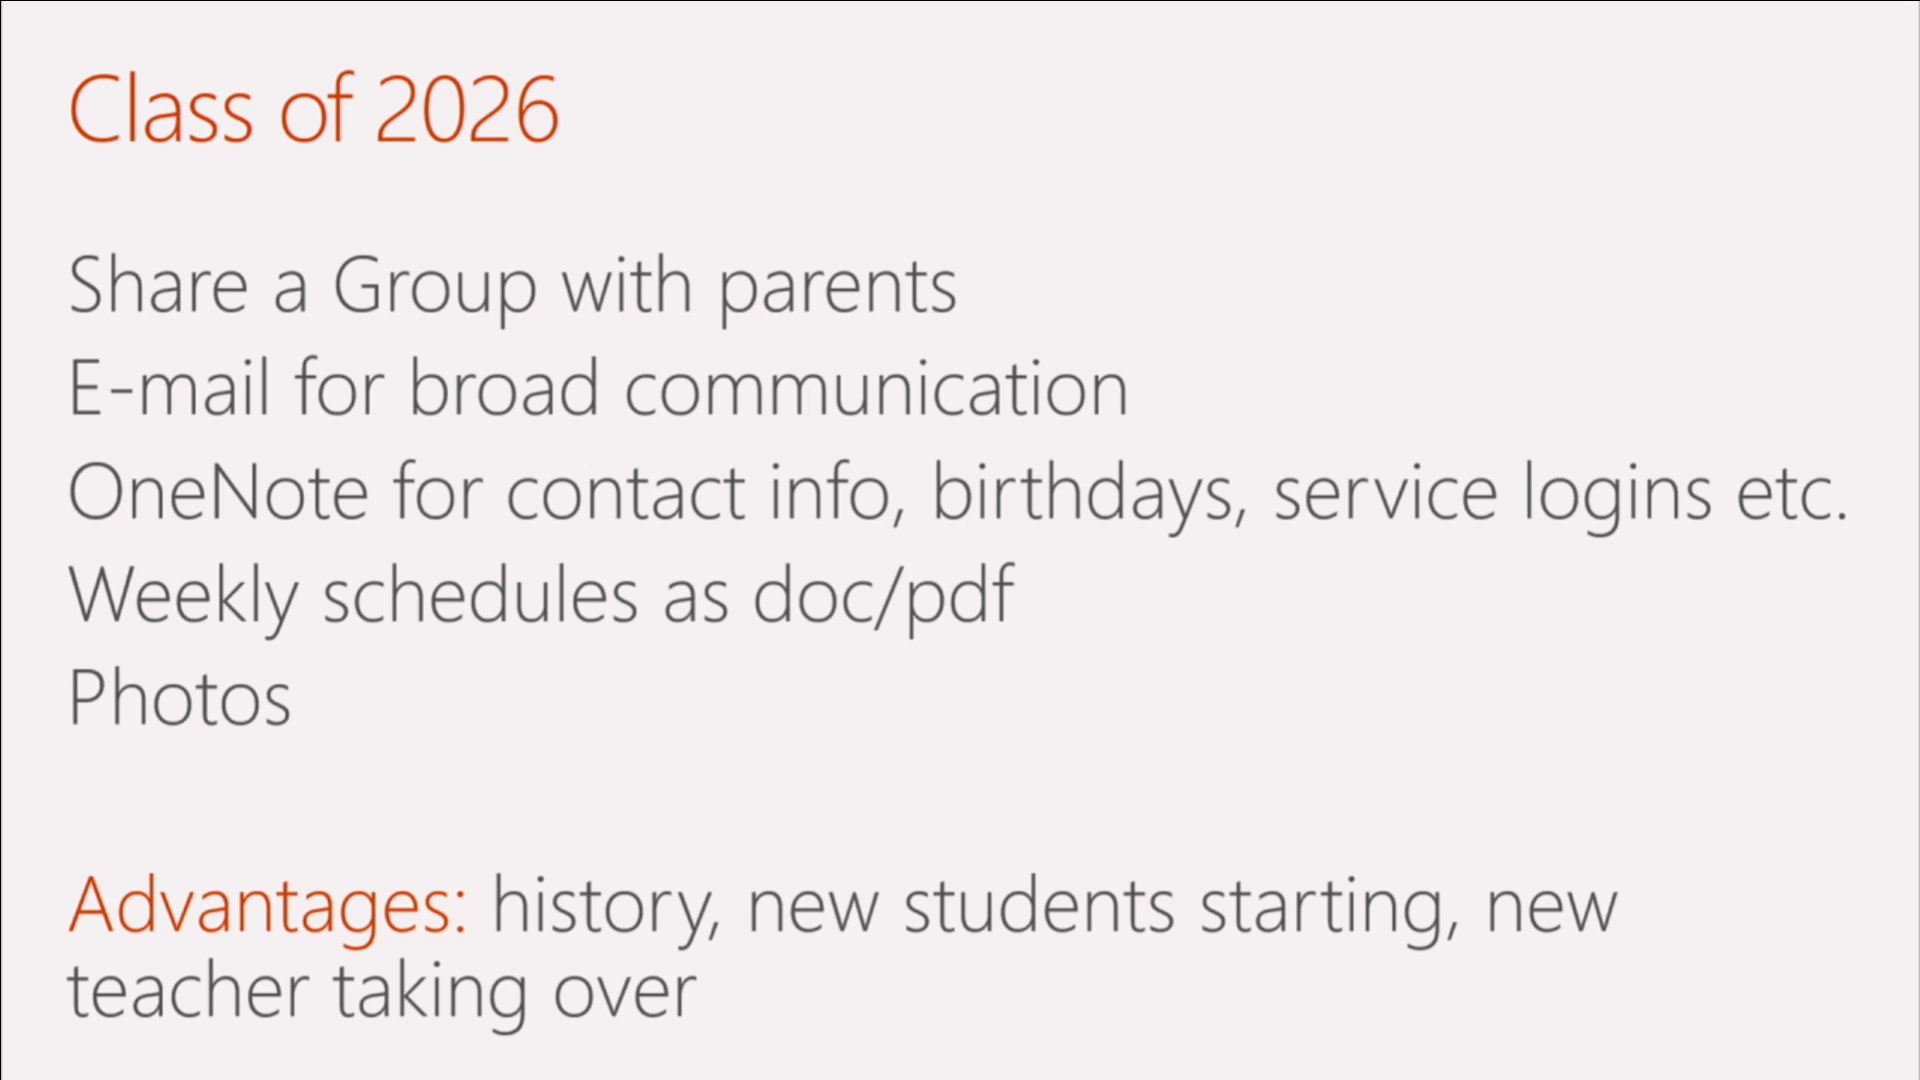 Class of 2026
Share a Group with parents
E-mail for broad communication
OneNote for contact info, birthdays, service logins etc.
Weekly schedules as doc/pdf
Photos
Advantages: history, new students starting, new
teacher taking over